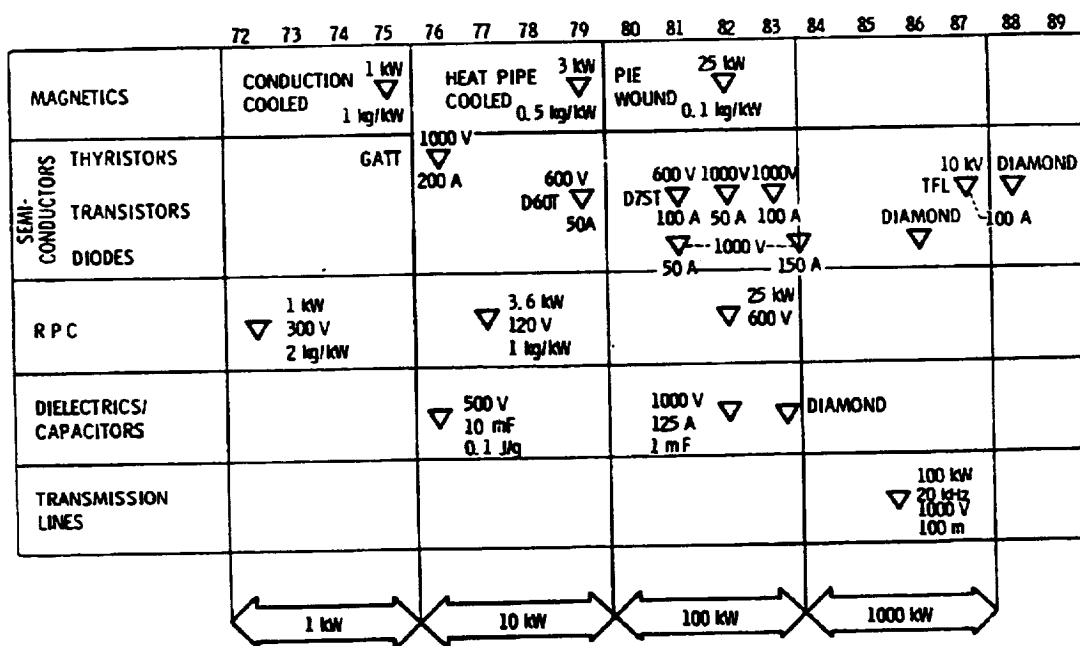 72 73 74 75 76 77 78 79 80 81 82 83 84 85 86 87 88 89
MAGNETICS
CONDUCTION
COOLED
1 kW
1 kg/kW
HEAT PIPE
COOLED
3 kW
0.5 kg/kW
PIE
WOUND
25 kW
0.1 kg/kW
SEMI-
CONDUCTORS
THYRISTORS
GATT
1000 V
200 A
TRANSISTORS
D60T
600 V
50A
D7ST
600 V
100 A
1000V
50 A
1000V
100 A
TFL
10 KV
100 A
DIAMOND
DIAMOND
DIODES
50 A
1000 V
150 A
RPC
1 kW
300 V
2 kg/kW
3.6 kW
120 V
1 kg/kW
25 kW
600 V
DIELECTRICS/
CAPACITORS
500 V
10 mF
0.1 J/g
1000 V
125 A
1 mF
DIAMOND
TRANSMISSION
LINES
100 kW
20 kHz
1000 V
100 m
1 kW
10 kW
100 kW
1000 kW